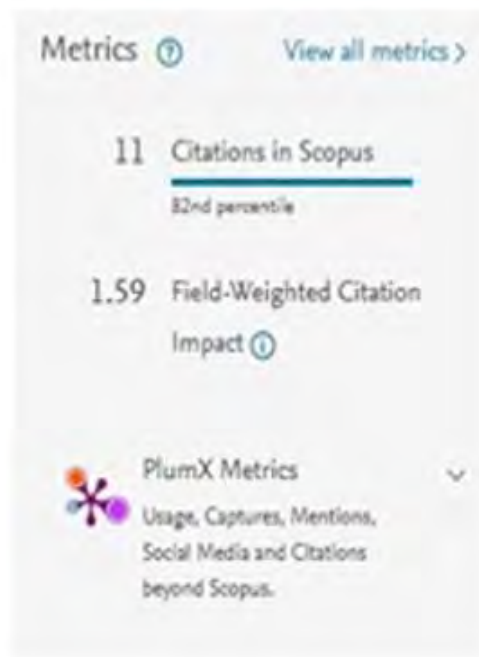 Metrics ? View all metrics >
11 Citations in Scopus
82nd percentile
1.59 Field-Weighted Citation
Impact i
PlumX Metrics
Usage, Captures, Mentions,
Social Media and Citations
beyond Scopus.